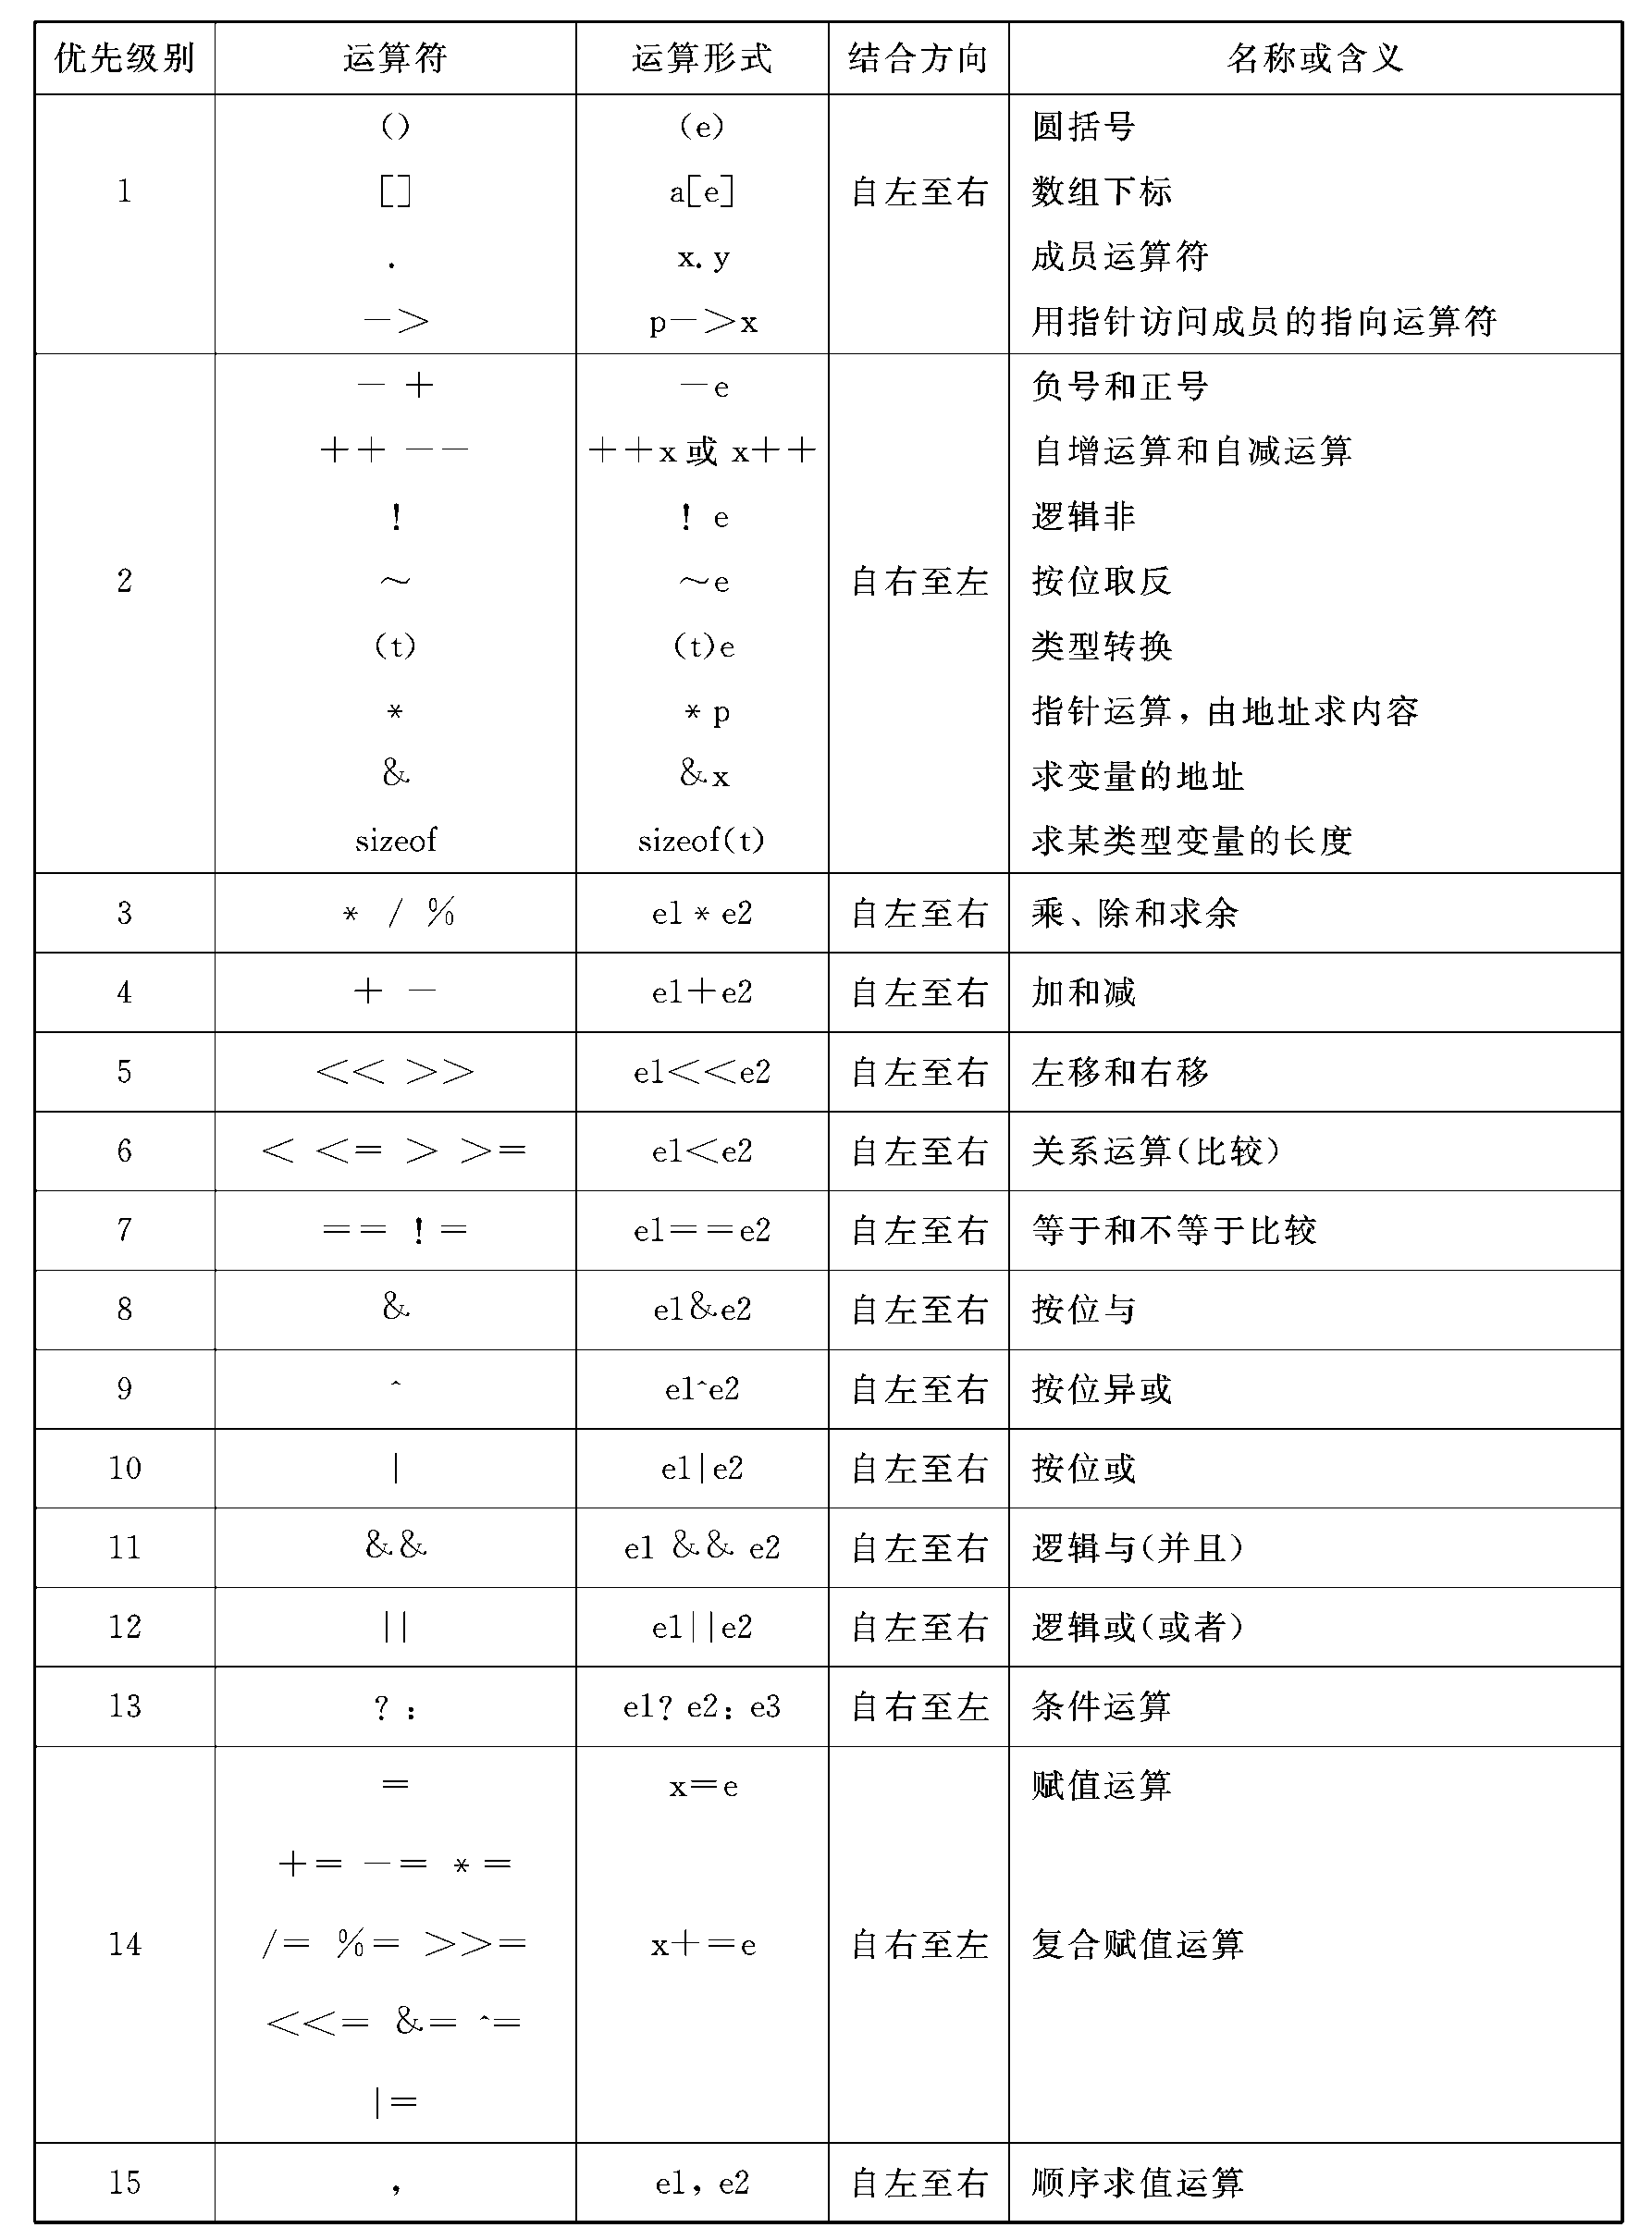 优先级别 运算符 运算形式 结合方向 名称或含义
() (e) 圆括号
1 [] a[e] 自左至右 数组下标
. x.y 成员运算符
—> p—>x 用指针访问成员的指向运算符
— + —e 负号和正号
++ —— ++x或x++ 自增运算和自减运算
! ! e 逻辑非
2 ~ ~e 自右至左 按位取反
(t) (t)e 类型转换
* *p 指针运算，由地址求内容
& &x 求变量的地址
sizeof sizeof(t) 求某类型变量的长度
3 * / % e1*e2 自左至右 乘、除和求余
4 + — e1+e2 自左至右 加和减
5 << >> e1<<e2 自左至右 左移和右移
6 < <= > >= e1<e2 自左至右 关系运算(比较)
7 == != e1==e2 自左至右 等于和不等于比较
8 & e1&e2 自左至右 按位与
9 ^ e1^e2 自左至右 按位异或
10 | e1|e2 自左至右 按位或
11 && e1 && e2 自左至右 逻辑与(并且)
12 || e1||e2 自左至右 逻辑或(或者)
13 ?: e1? e2: e3 自右至左 条件运算
= x=e 赋值运算
+= —= *=
14 /= %= >>= x+=e 自右至左 复合赋值运算
<<= &= ^=
|=
15 , e1, e2 自左至右 顺序求值运算